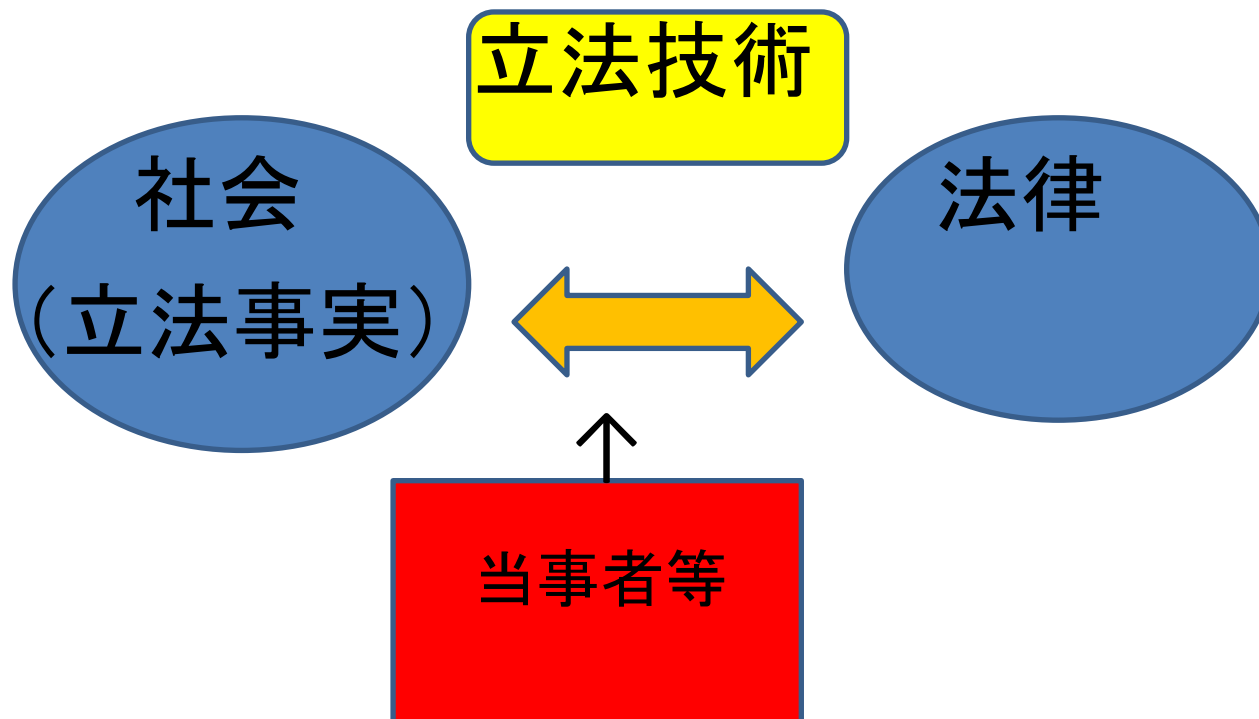 立法技術
社会
（立法事実）
法律
当事者等